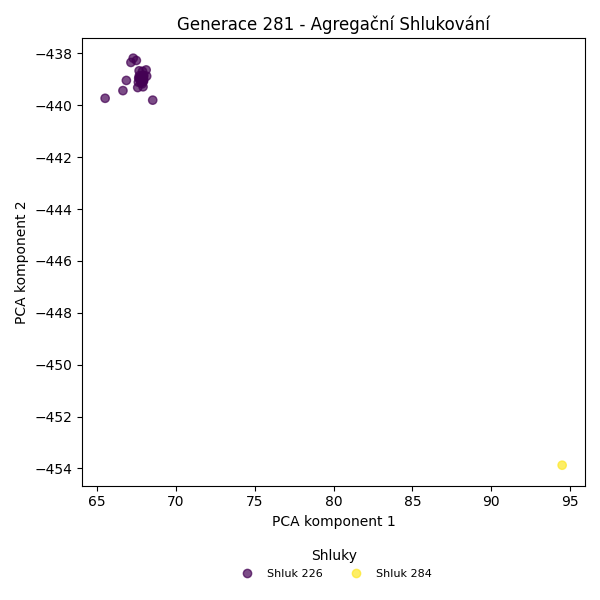 Generace 281 - Agregační Shlukování
PCA komponent 2
−438
−440
−442
−444
−446
−448
−450
−452
−454
65 70 75 80 85 90 95
PCA komponent 1
Shluky
Shluk 226 Shluk 284